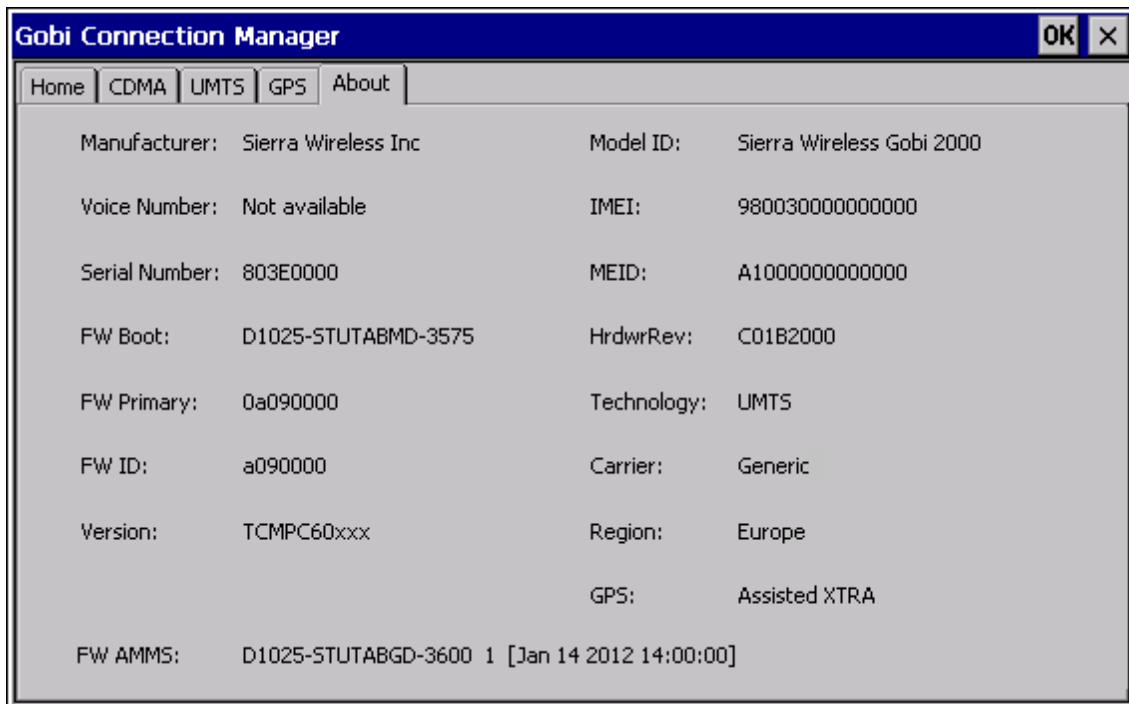 Gobi Connection Manager OK ×
Home CDMA UMTS GPS About
Manufacturer: Sierra Wireless Inc Model ID: Sierra Wireless Gobi 2000
Voice Number: Not available IMEI: 980030000000000
Serial Number: 803E0000 MEID: A1000000000000
FW Boot: D1025-STUTABMD-3575 HrdwrRev: C01B2000
FW Primary: 0a090000 Technology: UMTS
FW ID: a090000 Carrier: Generic
Version: TCMPC60xxx Region: Europe
GPS: Assisted XTRA
FW AMMS: D1025-STUTABGD-3600 1 [Jan 14 2012 14:00:00]